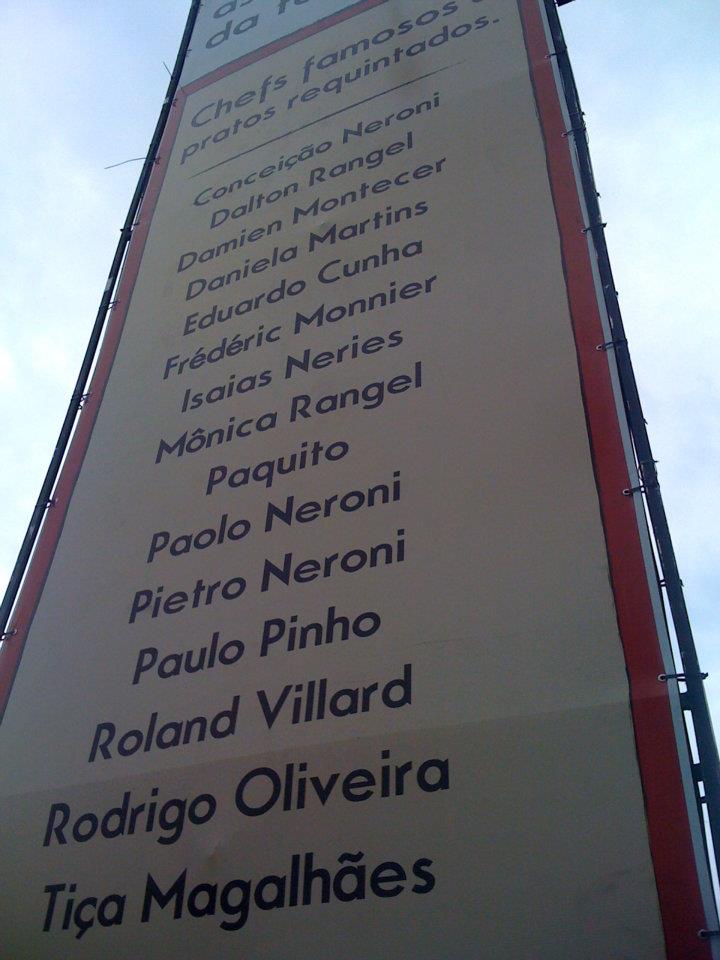 da
Chefs famosos
pratos requintados.
Conceição Neroni
Dalton Rangel
Damien Montecer
Daniela Martins
Eduardo Cunha
Frédéric Monnier
Isaias Neries
Mônica Rangel
Paquito
Paolo Neroni
Pietro Neroni
Paulo Pinho
Roland Villard
Rodrigo Oliveira
Tiça Magalhães